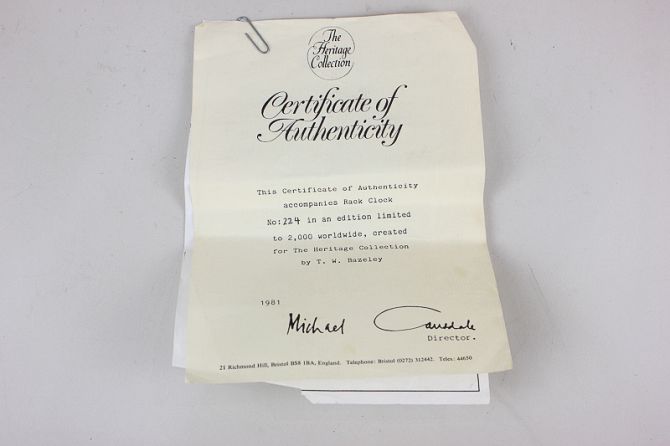 The
Heritage
Collection
Certificate of
Authenticity
This Certificate of Authenticity
accompanies Rack Clock
No: 224 in an edition limited
to 2,000 worldwide, created
for The Heritage Collection
by T. W. Bazeley
1981
Michael Cansdale
Director.
21 Richmond Hill, Bristol BS8 1BA, England. Telephone: Bristol (0272) 312442. Telex: 44650